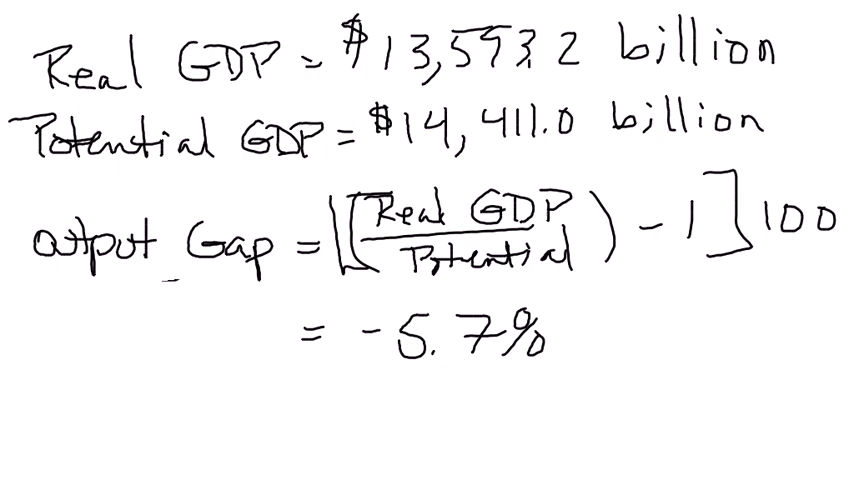 Real GDP = $13,593.2 billion
Potential GDP = $14,411.0 billion
Output Gap = [(Real GDP / Potential) - 1] 100
= -5.7%